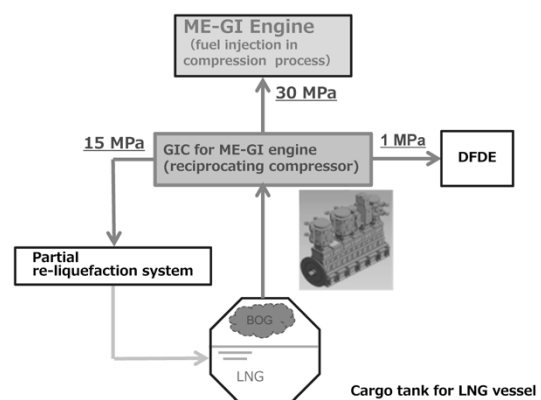 ME-GI Engine
(fuel injection in
compression process)
30 MPa
15 MPa
GIC for ME-GI engine
(reciprocating compressor)
1 MPa
DFDE
Partial
re-liquefaction system
BOG
LNG
Cargo tank for LNG vessel